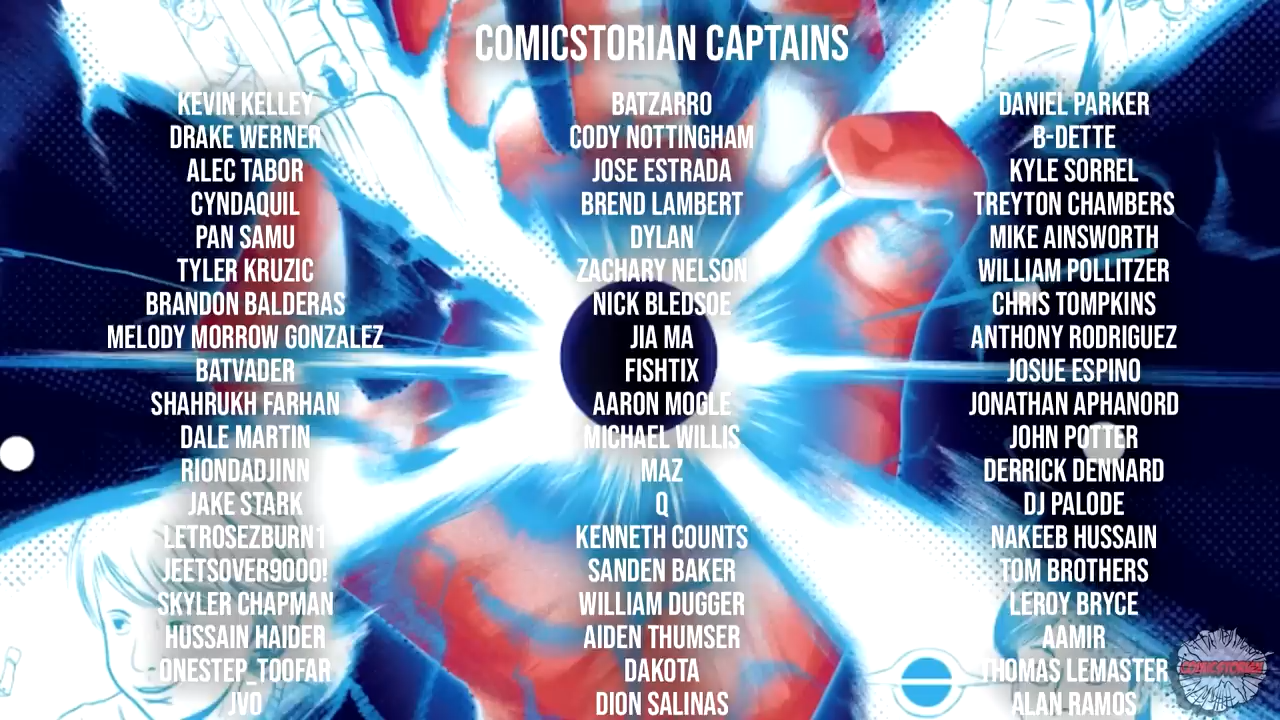 COMICSTORIAN CAPTAINS
KEVIN KELLEY
DRAKE WERNER
ALEC TABOR
CYNDAQUIL
PAN SAMU
TYLER KRUZIC
BRANDON BALDERAS
MELODY MORROW GONZALEZ
BATVADER
SHAHRUKH FARHAN
DALE MARTIN
RIONDADJINN
JAKE STARK
LETROSEZBURN1
JEETSOVER9000!
SKYLER CHAPMAN
HUSSAIN HAIDER
ONESTEP_TOOFAR
JVO
BATZARRO
CODY NOTTINGHAM
JOSE ESTRADA
BREND LAMBERT
DYLAN
ZACHARY NELSON
NICK BLEDSOE
JIA MA
FISHTIX
AARON MOGLE
MICHAEL WILLIS
MAZ
Q
KENNETH COUNTS
SANDEN BAKER
WILLIAM DUGGER
AIDEN THUMSER
DAKOTA
DION SALINAS
DANIEL PARKER
B-DETTE
KYLE SORREL
TREYTON CHAMBERS
MIKE AINSWORTH
WILLIAM POLLITZER
CHRIS TOMPKINS
ANTHONY RODRIGUEZ
JOSUE ESPINO
JONATHAN APHANORD
JOHN POTTER
DERRICK DENNARD
DJ PALODE
NAKEEB HUSSAIN
TOM BROTHERS
LEROY BRYCE
AAMIR
THOMAS LEMASTER
ALAN RAMOS
COMICSTORIAN